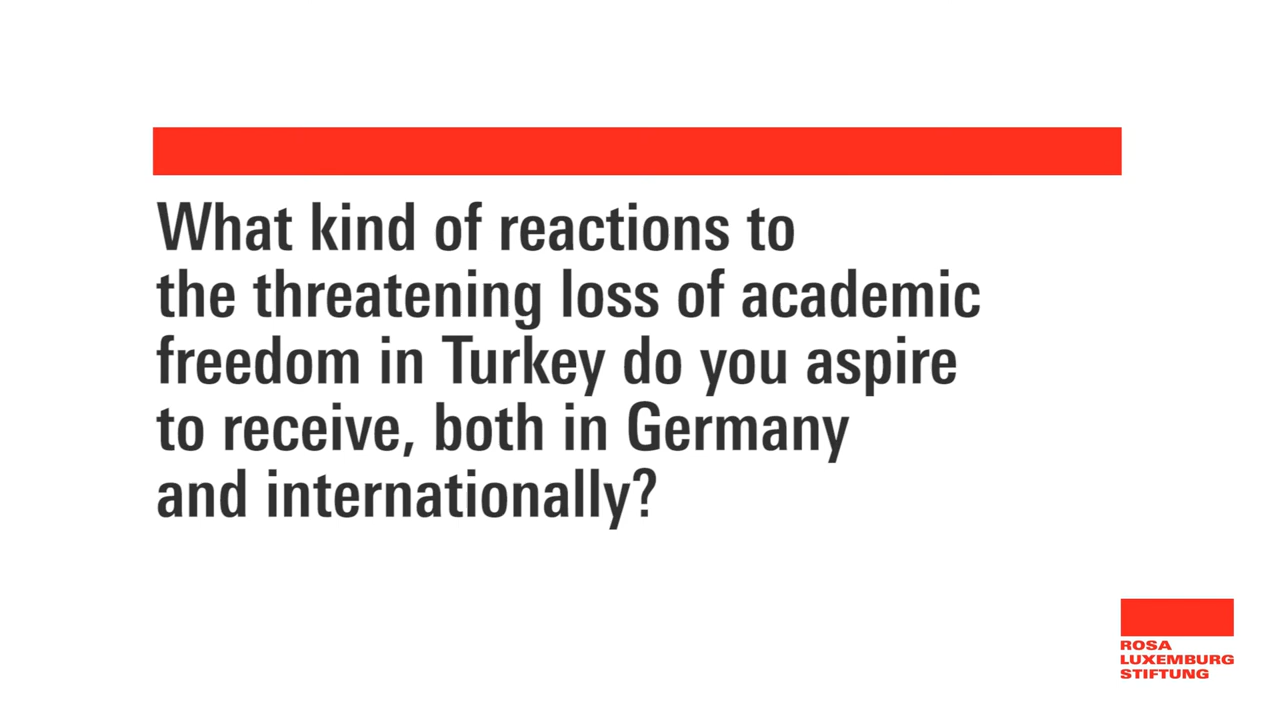 What kind of reactions to
the threatening loss of academic
freedom in Turkey do you aspire
to receive, both in Germany
and internationally?
ROSA
LUXEMBURG
STIFTUNG